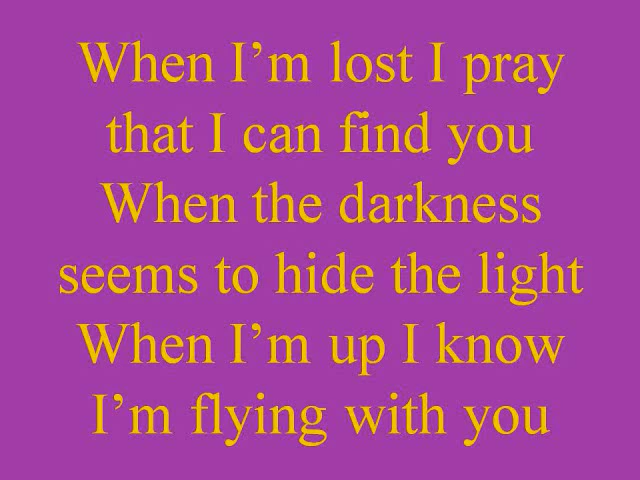 When I’m lost I pray
that I can find you
When the darkness
seems to hide the light
When I’m up I know
I’m flying with you